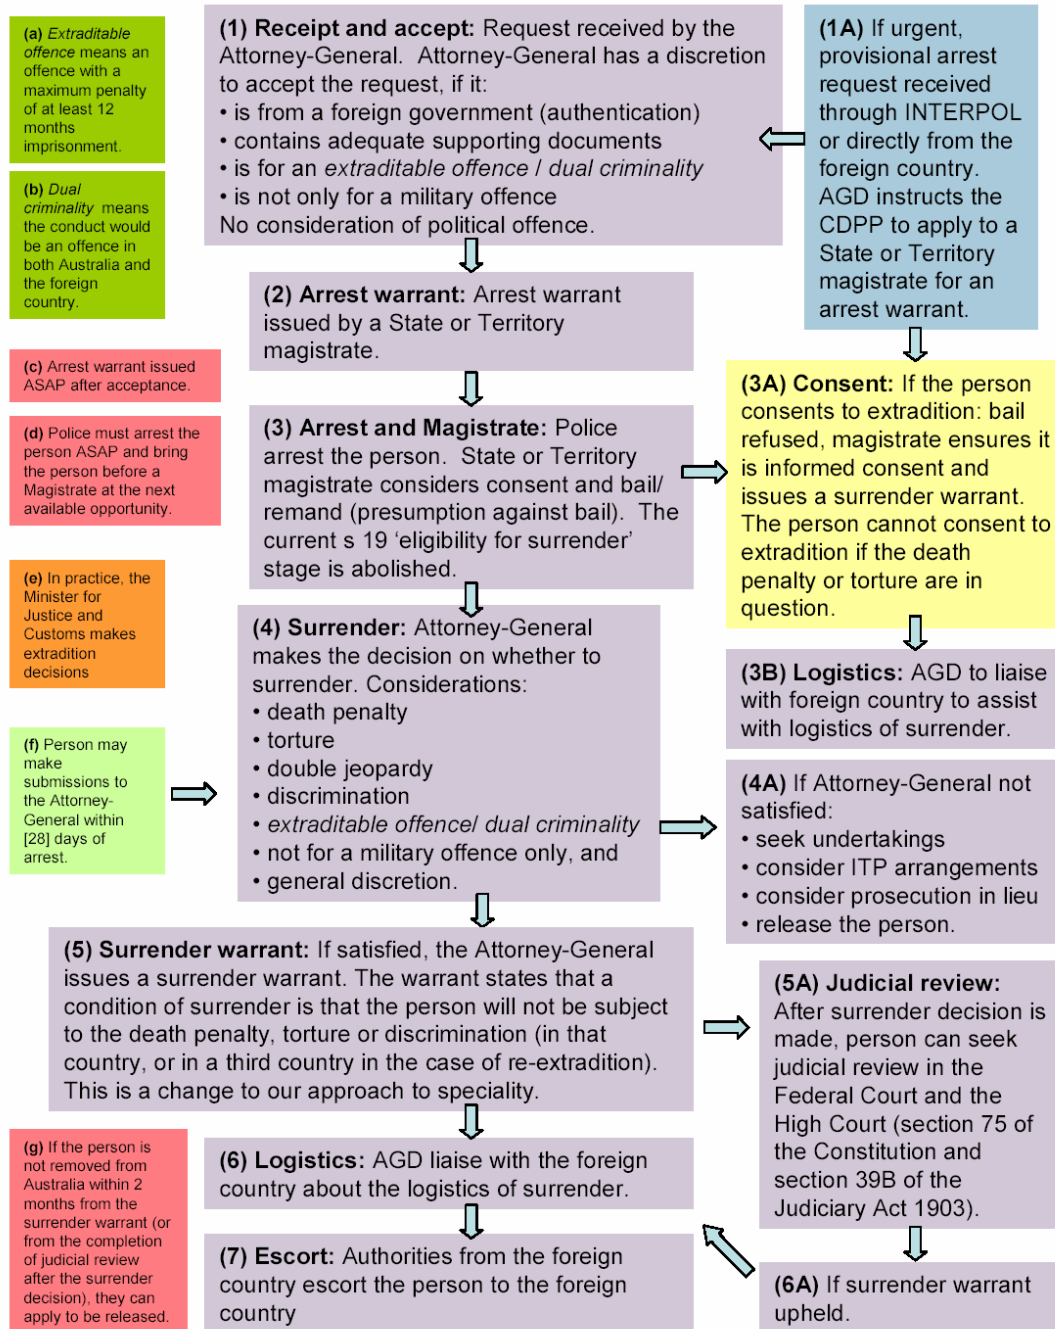 (a) Extraditable
offence means an
offence with a
maximum penalty
of at least 12
months
imprisonment.
(b) Dual
criminality means
the conduct would
be an offence in
both Australia and
the foreign
country.
(1) Receipt and accept: Request received by the
Attorney-General. Attorney-General has a discretion
to accept the request, if it:
• is from a foreign government (authentication)
• contains adequate supporting documents
• is for an extraditable offence / dual criminality
• is not only for a military offence
No consideration of political offence.
(1A) If urgent,
provisional arrest
request received
through INTERPOL
or directly from the
foreign country.
AGD instructs the
CDPP to apply to a
State or Territory
magistrate for an
arrest warrant.
(2) Arrest warrant: Arrest warrant
issued by a State or Territory
magistrate.
(c) Arrest warrant issued
ASAP after acceptance.
(d) Police must arrest the
person ASAP and bring
the person before a
Magistrate at the next
available opportunity.
(3) Arrest and Magistrate: Police
arrest the person. State or Territory
magistrate considers consent and bail/
remand (presumption against bail). The
current s 19 ‘eligibility for surrender’
stage is abolished.
(3A) Consent: If the person
consents to extradition: bail
refused, magistrate ensures it
is informed consent and
issues a surrender warrant.
The person cannot consent to
extradition if the death
penalty or torture are in
question.
(e) In practice, the
Minister for
Justice and
Customs makes
extradition
decisions
(4) Surrender: Attorney-General
makes the decision on whether to
surrender. Considerations:
• death penalty
• torture
• double jeopardy
• discrimination
• extraditable offence/ dual criminality
• not for a military offence only, and
• general discretion.
(3B) Logistics: AGD to liaise
with foreign country to assist
with logistics of surrender.
(f) Person may
make
submissions to
the Attorney-
General within
[28] days of
arrest.
(4A) If Attorney-General not
satisfied:
• seek undertakings
• consider ITP arrangements
• consider prosecution in lieu
• release the person.
(5) Surrender warrant: If satisfied, the Attorney-General
issues a surrender warrant. The warrant states that a
condition of surrender is that the person will not be subject
to the death penalty, torture or discrimination (in that
country, or in a third country in the case of re-extradition).
This is a change to our approach to speciality.
(5A) Judicial review:
After surrender decision is
made, person can seek
judicial review in the
Federal Court and the
High Court (section 75 of
the Constitution and
section 39B of the
Judiciary Act 1903).
(g) If the person is
not removed from
Australia within 2
months from the
surrender warrant (or
from the completion
of judicial review
after the surrender
decision), they can
apply to be released.
(6) Logistics: AGD liaise with the foreign
country about the logistics of surrender.
(7) Escort: Authorities from the foreign
country escort the person to the foreign
country
(6A) If surrender warrant
upheld.